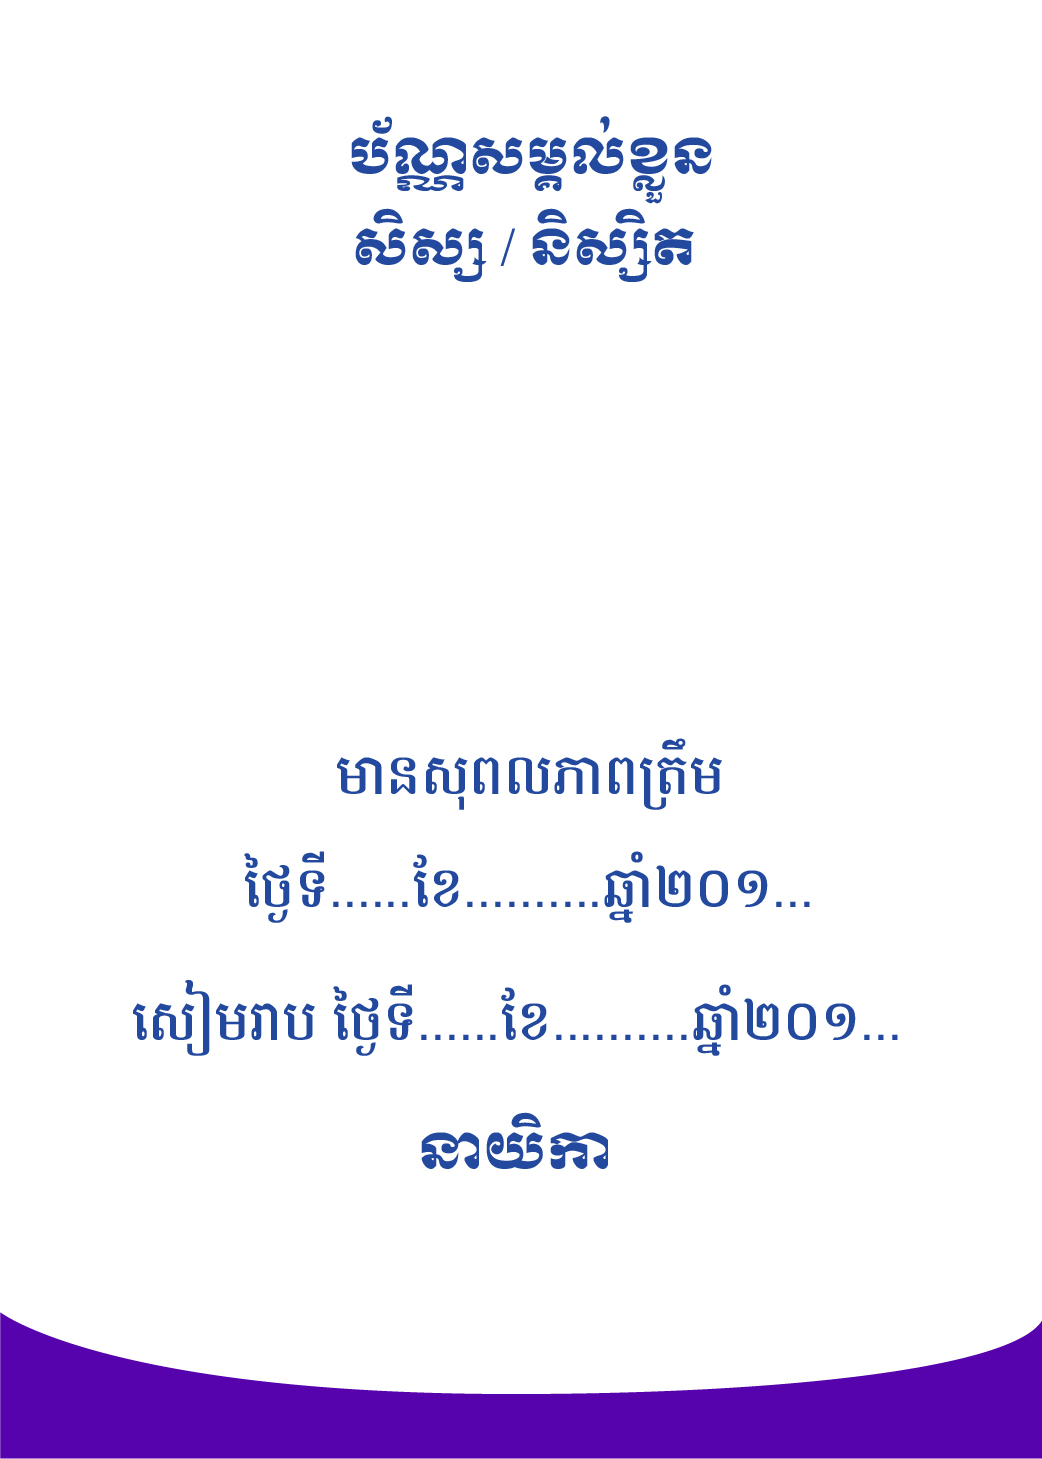 ប័ណ្ណសម្គល់ខ្លួន
សិស្ស / និស្សិត
មានសុពលភាពត្រឹម
ថ្ងៃទី......ខែ..........ឆ្នាំ២០១...
សៀមរាប ថ្ងៃទី......ខែ..........ឆ្នាំ២០១...
នាយិកា